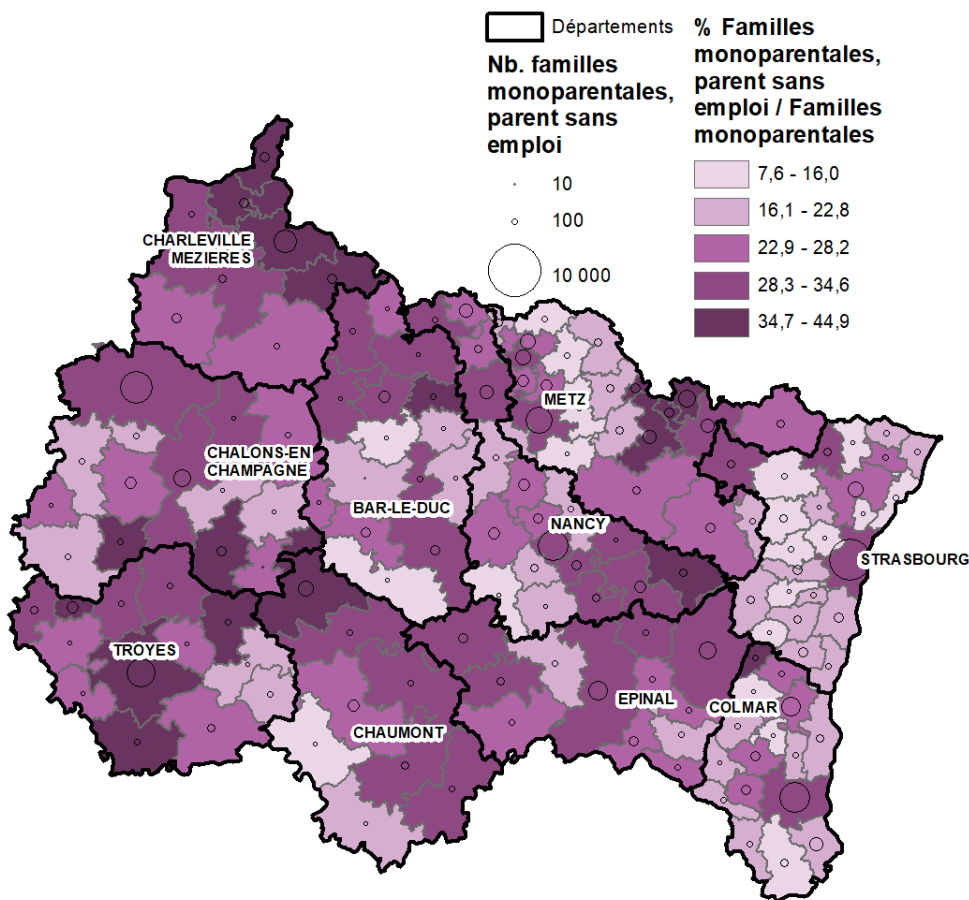 Départements
Nb. familles
monoparentales,
parent sans
emploi
10
100
10 000
% Familles
monoparentales,
parent sans
emploi / Familles
monoparentales
7,6 - 16,0
16,1 - 22,8
22,9 - 28,2
28,3 - 34,6
34,7 - 44,9
CHARLEVILLE
MEZIERES
METZ
CHALONS-EN
CHAMPAGNE
BAR-LE-DUC
NANCY
STRASBOURG
TROYES
EPINAL
COLMAR
CHAUMONT